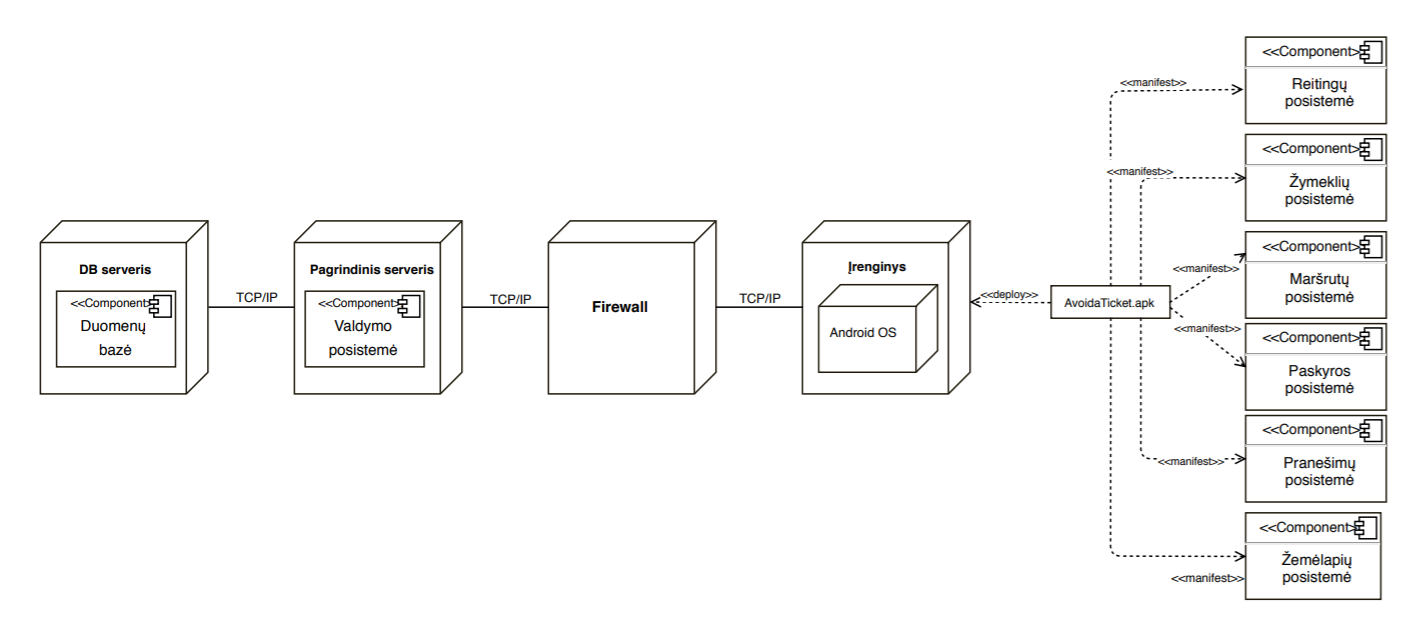 DB serveris
<<Component>>
Duomenų
bazė
TCP/IP
Pagrindinis serveris
<<Component>>
Valdymo
posistemė
TCP/IP
Firewall
TCP/IP
Įrenginys
Android OS
<<deploy>>
AvoidaTicket.apk
<<manifest>>
<<Component>>
Reitingų
posistemė
<<manifest>>
<<Component>>
Žymeklių
posistemė
<<manifest>>
<<Component>>
Maršrutų
posistemė
<<manifest>>
<<Component>>
Paskyros
posistemė
<<manifest>>
<<Component>>
Pranešimų
posistemė
<<manifest>>
<<Component>>
Žemėlapių
posistemė